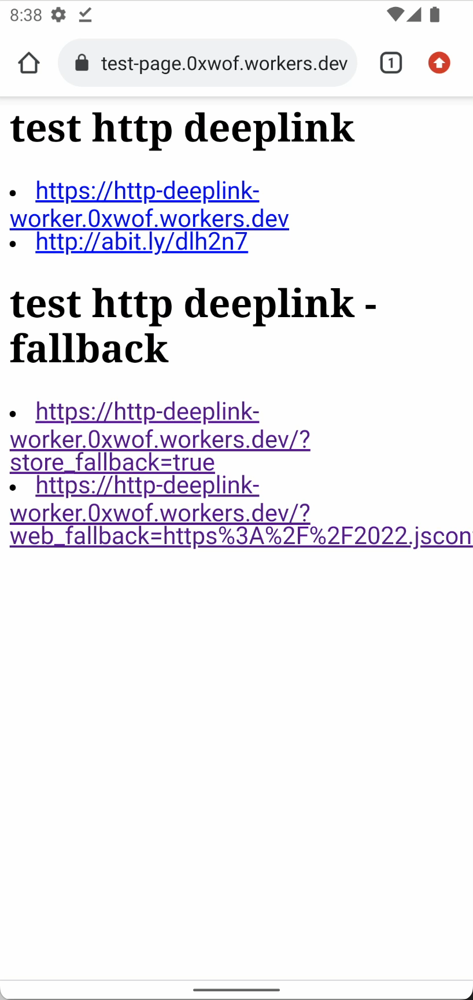 8:38
test-page.0xwof.workers.dev
1
test http deeplink
• https://http-deeplink-
worker.0xwof.workers.dev
• http://abit.ly/dlh2n7
test http deeplink -
fallback
• https://http-deeplink-
worker.0xwof.workers.dev/?
store_fallback=true
• https://http-deeplink-
worker.0xwof.workers.dev/?
web_fallback=https%3A%2F%2F2022.jscon